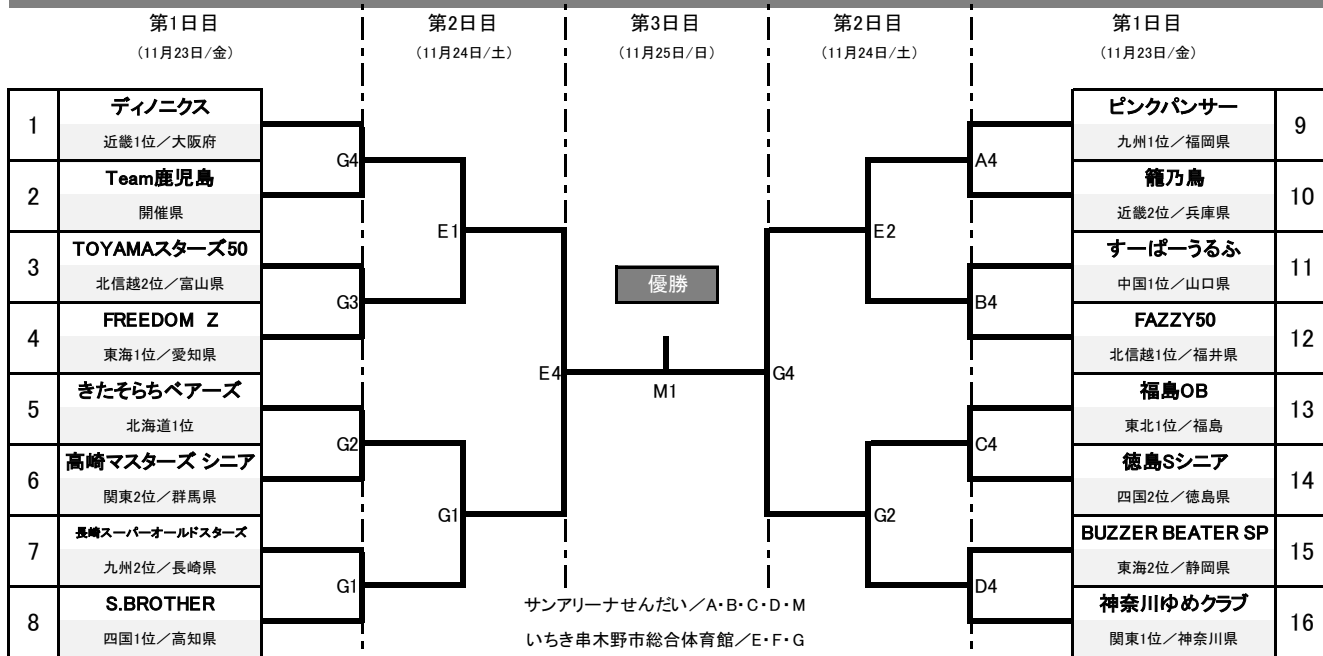 第1日目
(11月23日/金)
第2日目
(11月24日/土)
第3日目
(11月25日/日)
第2日目
(11月24日/土)
第1日目
(11月23日/金)
1
ディノニクス
近畿1位／大阪府
2
Team鹿児島
開催県
3
TOYAMAスターズ50
北信越2位／富山県
4
FREEDOM Z
東海1位／愛知県
5
きたそらちベアーズ
北海道1位
6
高崎マスターズ シニア
関東2位／群馬県
7
長崎スーパーオールドスターズ
九州2位／長崎県
8
S.BROTHER
四国1位／高知県
G4
G3
G2
G1
E1
G1
E4
優勝
M1
G4
E2
G2
A4
B4
C4
D4
ピンクパンサー
九州1位／福岡県
9
籠乃鳥
近畿2位／兵庫県
10
すーぱーうるふ
中国1位／山口県
11
FAZZY50
北信越1位／福井県
12
福島OB
東北1位／福島
13
徳島Sシニア
四国2位／徳島県
14
BUZZER BEATER SP
東海2位／静岡県
15
神奈川ゆめクラブ
関東1位／神奈川県
16
サンアリーナせんだい／A・B・C・D・M
いちき串木野市総合体育館／E・F・G